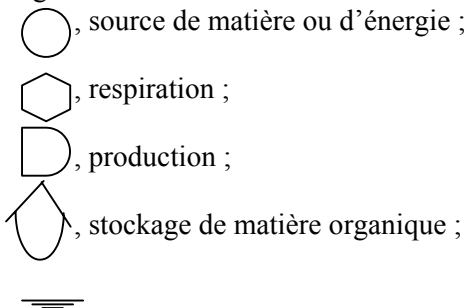 , source de matière ou d’énergie ;
, respiration ;
, production ;
, stockage de matière organique ;